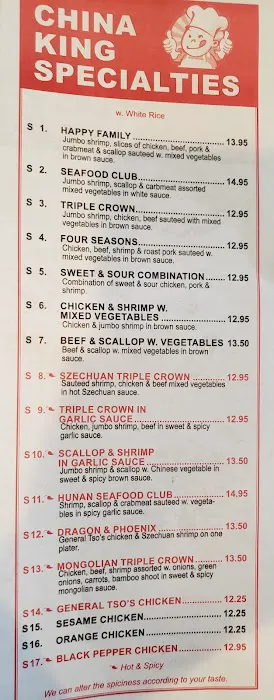 CHINA
KING
SPECIALTIES
w. White Rice
S 1. HAPPY FAMILY 13.95
Jumbo shrimp, slices of chicken, beef, pork &
crabmeat & scallop sauteed w. mixed vegetables
in brown sauce.
S 2. SEAFOOD CLUB 14.95
Jumbo shrimp, scallop & carbmeat assorted
mixed vegetables in white sauce.
S 3. TRIPLE CROWN 12.95
Jumbo shrimp, chicken, beef sauteed with mixed
vegetables in brown sauce.
S 4. FOUR SEASONS 12.95
Chicken, beef, shrimp & roast pork sauteed w.
mixed vegetables in brown sauce.
S 5. SWEET & SOUR COMBINATION 12.95
Combination of sweet & sour chicken, pork &
shrimp.
S 6. CHICKEN & SHRIMP W.
MIXED VEGETABLES 12.95
Chicken & jumbo shrimp in brown sauce.
S 7. BEEF & SCALLOP W. VEGETABLES 13.50
Beef & scallop w. mixed vegetables in brown
sauce.
S 8. SZECHUAN TRIPLE CROWN 12.95
Sauteed shrimp, chicken & beef mixed vegetables
in hot Szechuan sauce.
S 9. TRIPLE CROWN IN
GARLIC SAUCE 12.95
Chicken, jumbo shrimp, beef in sweet & spicy
garlic sauce.
S10. SCALLOP & SHRIMP
IN GARLIC SAUCE 13.50
Jumbo shrimp & scallop w. Chinese vegetable in
sweet & spicy brown sauce.
S11. HUNAN SEAFOOD CLUB 14.95
Shrimp, scallop & crabmeat sauteed w. vegeta-
bles in spicy garlic sauce.
S12. DRAGON & PHOENIX 13.50
General Tso's chicken & Szechuan shrimp on one
plater.
S13. MONGOLIAN TRIPLE CROWN 13.50
Chicken, beef, shrimp assorted w. onions, green
onions, carrots, bamboo shoot in sweet & spicy
mongolian sauce.
S14. GENERAL TSO'S CHICKEN 12.25
S15. SESAME CHICKEN 12.25
S16. ORANGE CHICKEN 12.25
S17. BLACK PEPPER CHICKEN 12.95
Hot & Spicy
We can alter the spiciness according to your taste.